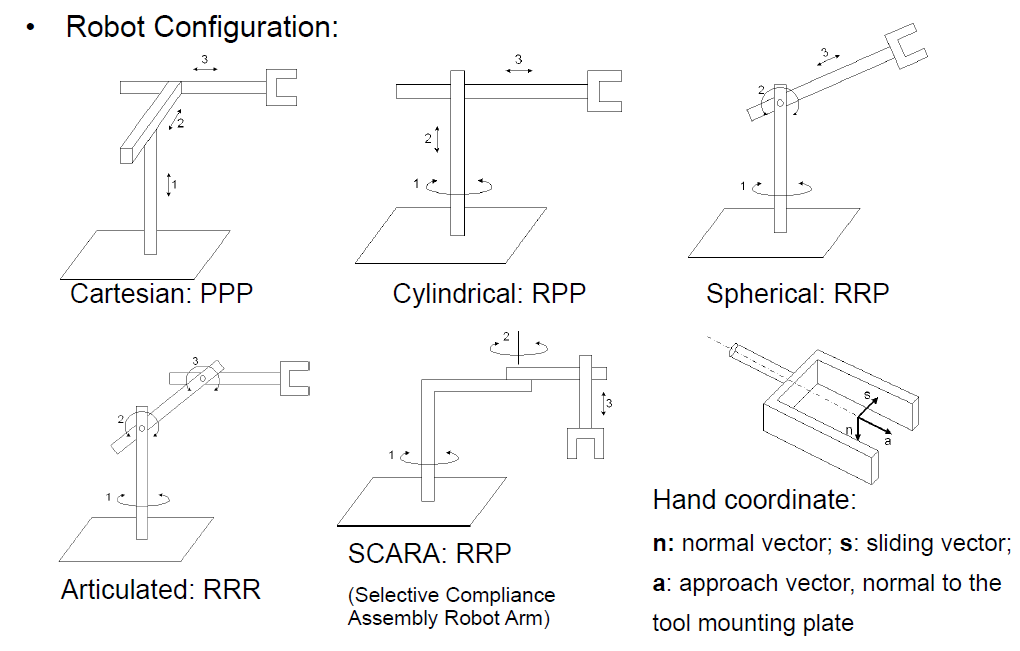 • Robot Configuration:
3
2
1
Cartesian: PPP
3
2
1
Cylindrical: RPP
3
2
1
Spherical: RRP
3
2
1
Articulated: RRR
2
3
1
SCARA: RRP
(Selective Compliance
Assembly Robot Arm)
s
n
a
Hand coordinate:
n: normal vector; s: sliding vector;
a: approach vector, normal to the
tool mounting plate